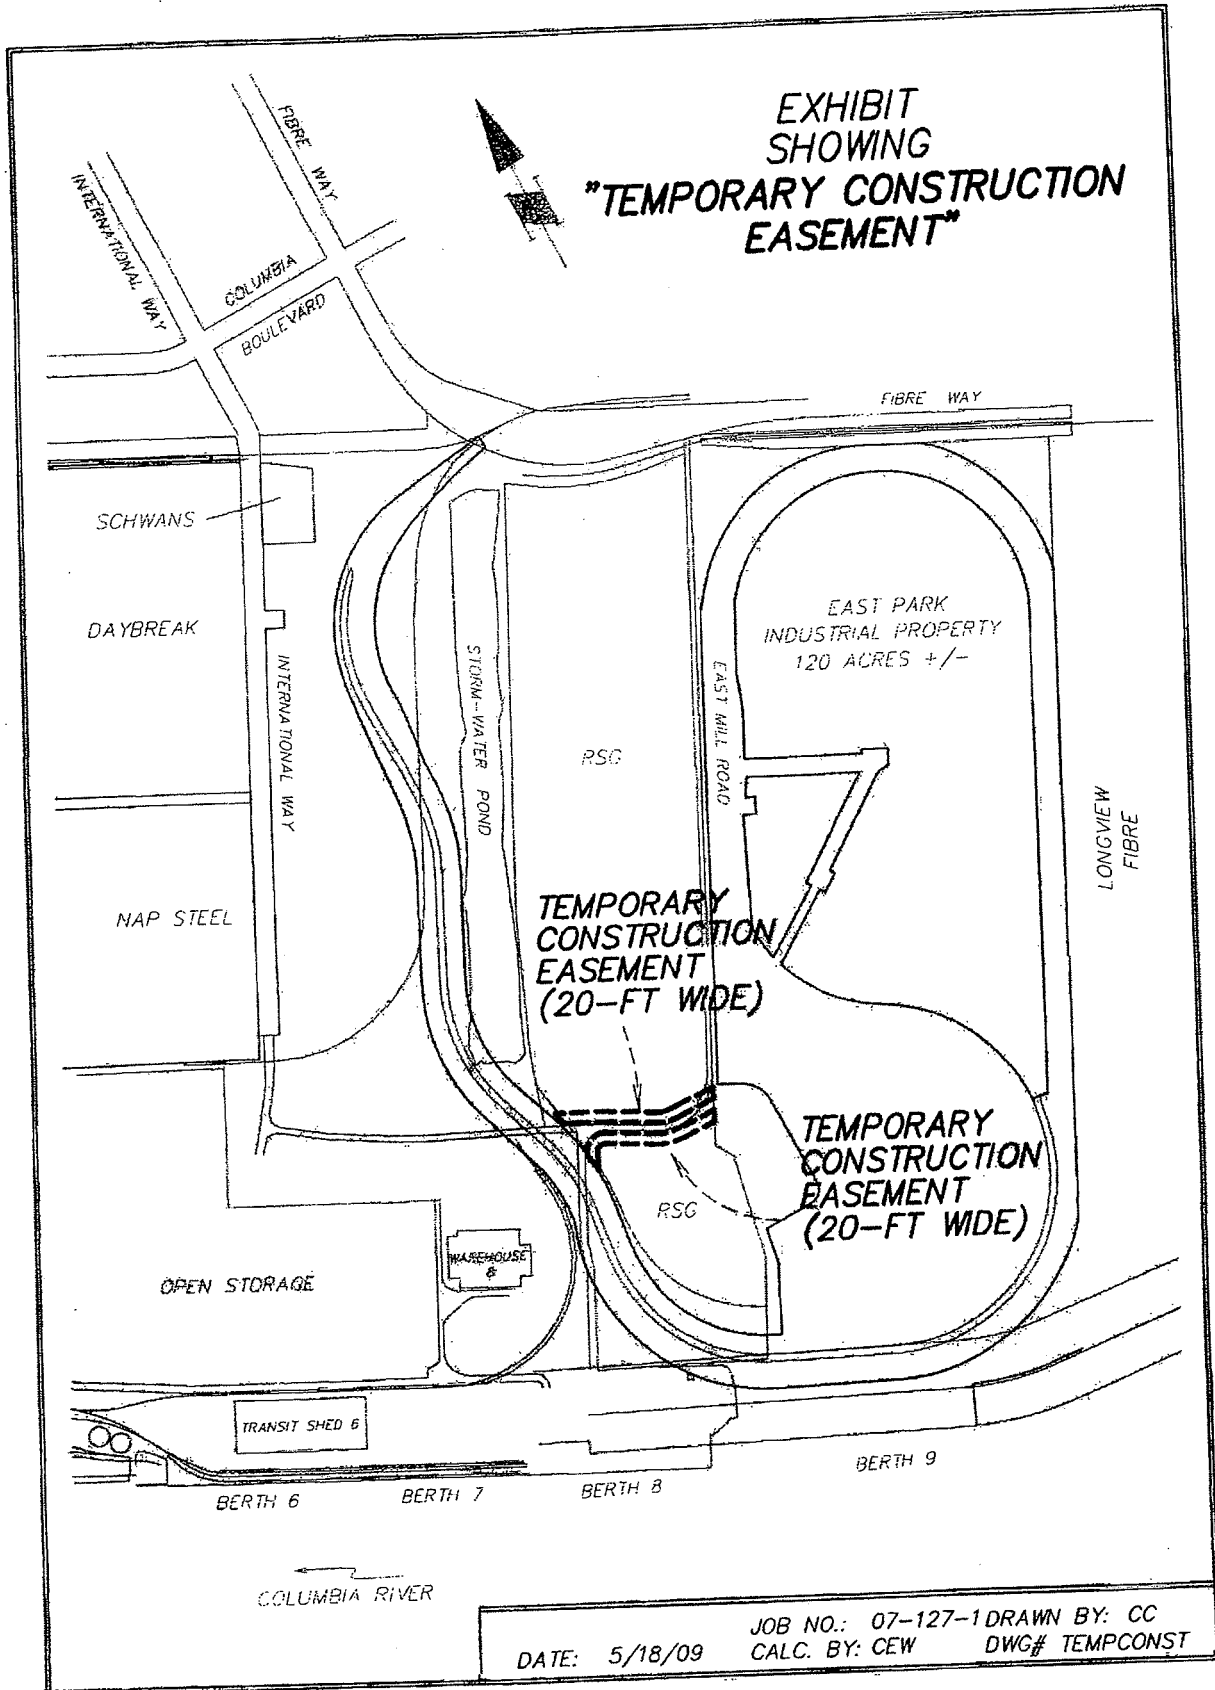 EXHIBIT
SHOWING
"TEMPORARY CONSTRUCTION
EASEMENT"
FIBRE WAY
INTERNATIONAL WAY
COLUMBIA
BOULEVARD
N
FIBRE WAY
SCHWANS
DAYBREAK
INTERNATIONAL WAY
STORM-WATER POND
RSG
EAST MILL ROAD
EAST PARK
INDUSTRIAL PROPERTY
120 ACRES +/-
LONGVIEW
FIBRE
NAP STEEL
TEMPORARY
CONSTRUCTION
EASEMENT
(20-FT WIDE)
TEMPORARY
CONSTRUCTION
EASEMENT
(20-FT WIDE)
RSG
WAREHOUSE
8
OPEN STORAGE
TRANSIT SHED 6
BERTH 6
BERTH 7
BERTH 8
BERTH 9
COLUMBIA RIVER
JOB NO.: 07-127-1 DRAWN BY: CC
DATE: 5/18/09 CALC. BY: CEW DWG# TEMPCONST